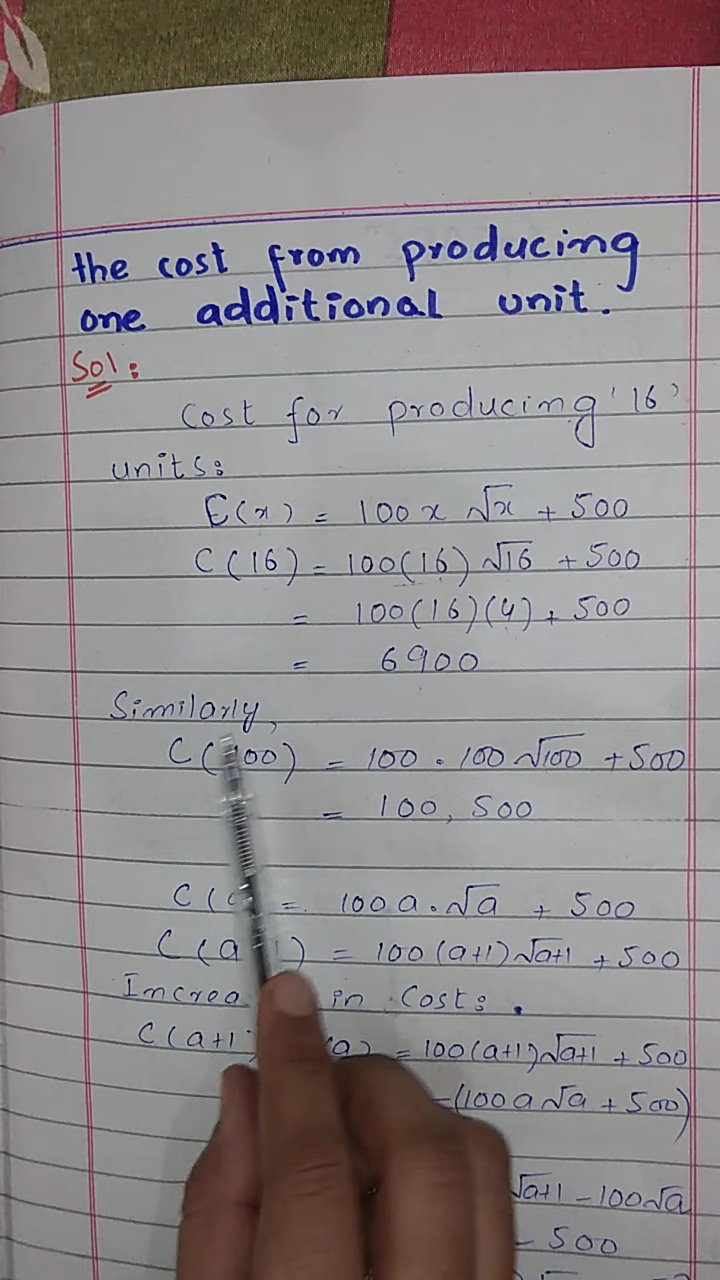 the cost from producing
one additional unit.
Sol:
Cost for producing '16'
units:
C(x) = 100x √x + 500
C(16) = 100(16) √16 + 500
= 100(16)(4) + 500
= 6900
Similarly,
C(100) = 100 . 100 √100 + 500
= 100,500
C( = 100a.√a + 500
C(a+1) = 100(a+1)√a+1 + 500
in Cost:
C(a+1) (a) = 100(a+1)√a+1 + 500
-(100a√a + 500)
√a+1 - 100√a
- 500